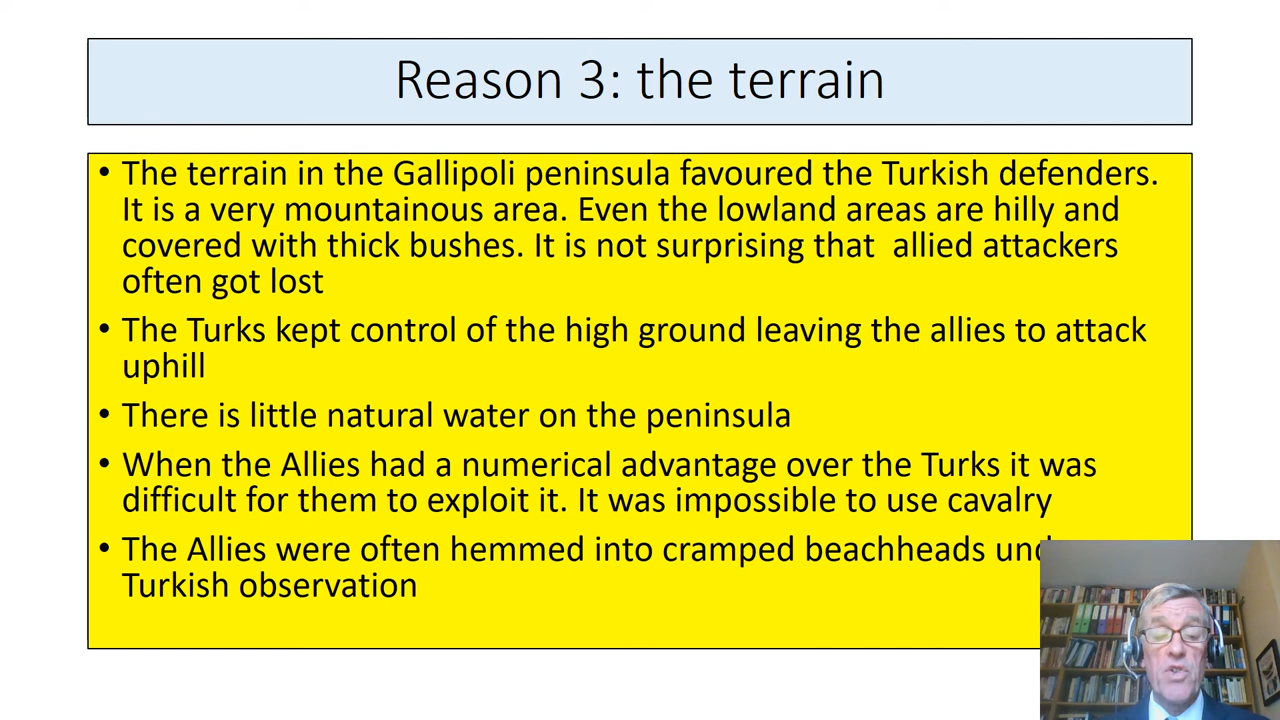 Reason 3: the terrain
• The terrain in the Gallipoli peninsula favoured the Turkish defenders.
It is a very mountainous area. Even the lowland areas are hilly and
covered with thick bushes. It is not surprising that  allied attackers
often got lost
• The Turks kept control of the high ground leaving the allies to attack
uphill
• There is little natural water on the peninsula
• When the Allies had a numerical advantage over the Turks it was
difficult for them to exploit it. It was impossible to use cavalry
• The Allies were often hemmed into cramped beachheads
Turkish observation